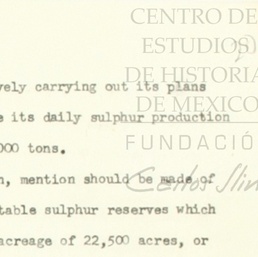 CENTRO DE
ESTUDIOS
DE HISTORIA
DE MEXICO
FUNDACIÓ
Carlos Slim
vely carrying out its plans
e its daily sulphur production
000 tons.
n, mention should be made of
table sulphur reserves which
acreage of 22,500 acres, or